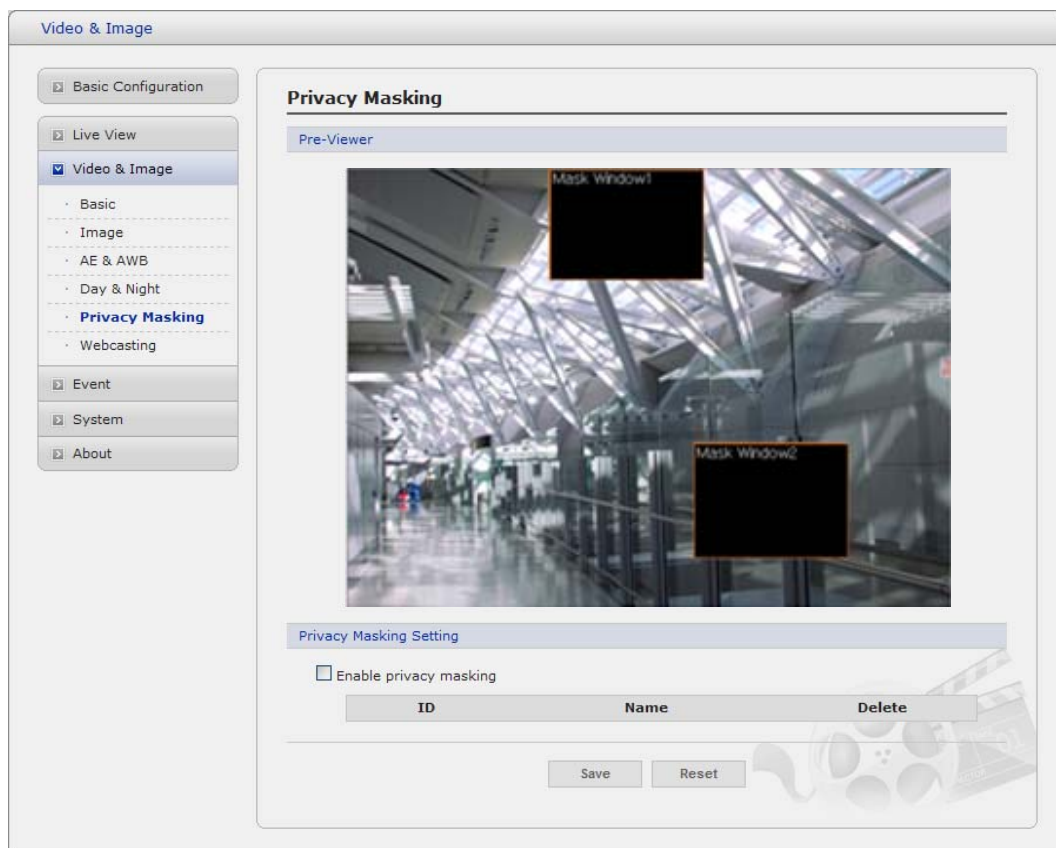 Video & Image
Basic Configuration
Live View
Video & Image
Basic
Image
AE & AWB
Day & Night
Privacy Masking
Webcasting
Event
System
About
Privacy Masking
Pre-Viewer
Mask Window1
Mask Window2
Privacy Masking Setting
Enable privacy masking
ID Name Delete
Save Reset